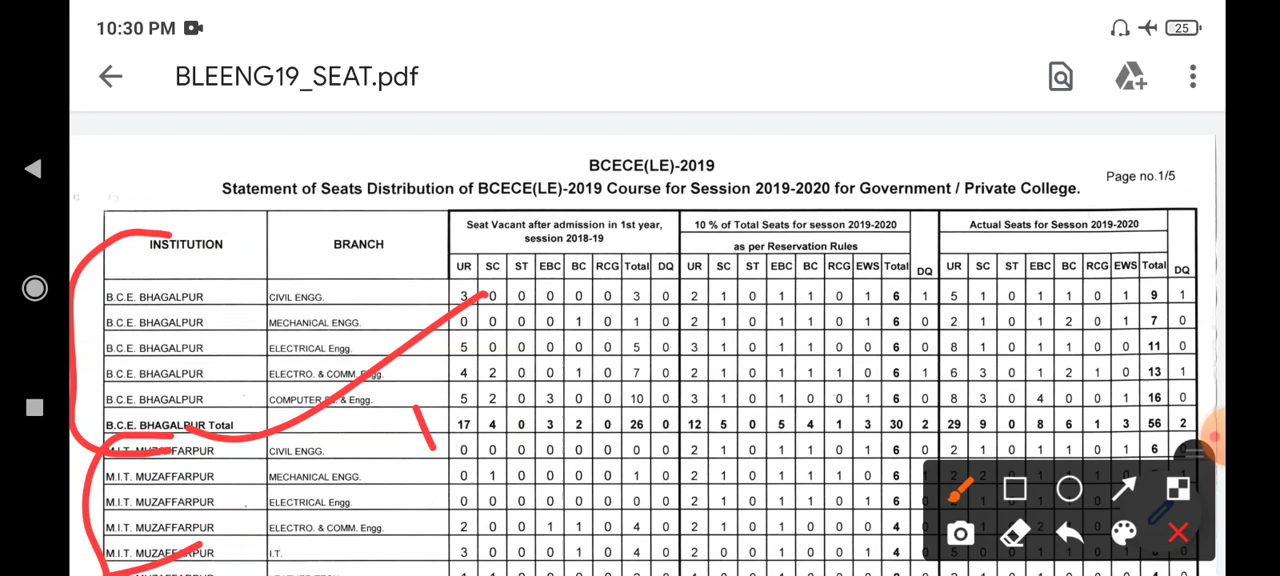 10:30 PM 25
BLEENG19_SEAT.pdf
BCECE(LE)-2019
Statement of Seats Distribution of BCECE(LE)-2019 Course for Session 2019-2020 for Government / Private College.
Page no.1/5
INSTITUTION BRANCH Seat Vacant after admission in 1st year, session 2018-19 10 % of Total Seats for sesson 2019-2020 as per Reservation Rules DQ Actual Seats for Sesson 2019-2020 DQ
UR SC ST EBC BC RCG Total DQ UR SC ST EBC BC RCG EWS Total UR SC ST EBC BC RCG EWS Total
B.C.E. BHAGALPUR CIVIL ENGG. 3 0 0 0 0 0 3 0 2 1 0 1 1 0 1 6 1 5 1 0 1 1 0 1 9 1
B.C.E. BHAGALPUR MECHANICAL ENGG. 0 0 0 0 1 0 1 0 2 1 0 1 1 0 1 6 0 2 1 0 1 2 0 1 7 0
B.C.E. BHAGALPUR ELECTRICAL Engg. 5 0 0 0 0 0 5 0 3 1 0 1 1 0 0 6 0 8 1 0 1 1 0 0 11 0
B.C.E. BHAGALPUR ELECTRO. & COMM. Engg. 4 2 0 0 1 0 7 0 2 1 0 1 1 1 0 6 1 6 3 0 1 2 1 0 13 1
B.C.E. BHAGALPUR COMPUTER & Engg. 5 2 0 3 0 0 10 0 3 1 0 1 0 0 1 6 0 8 3 0 4 0 0 1 16 0
B.C.E. BHAGALPUR Total 17 4 0 3 2 0 26 0 12 5 0 5 4 1 3 30 2 29 9 0 8 6 1 3 56 2
M.I.T. MUZAFFARPUR CIVIL ENGG. 0 0 0 0 0 0 0 0 2 1 0 1 1 0 1 6 0 2 1 0 1 1 0 1 6
M.I.T. MUZAFFARPUR MECHANICAL ENGG. 0 1 0 0 0 0 1 0 2 1 0 1 1 1 0 6
M.I.T. MUZAFFARPUR ELECTRICAL Engg. 0 0 0 0 0 0 0 0 2 1 0 1 1 0 1 6
M.I.T. MUZAFFARPUR ELECTRO. & COMM. Engg. 2 0 0 1 1 0 4 0 2 1 0 1 0 0 0 4
M.I.T. MUZAFFARPUR I.T. 3 0 0 0 1 0 4 0 2 0 0 1 0 0 1 4